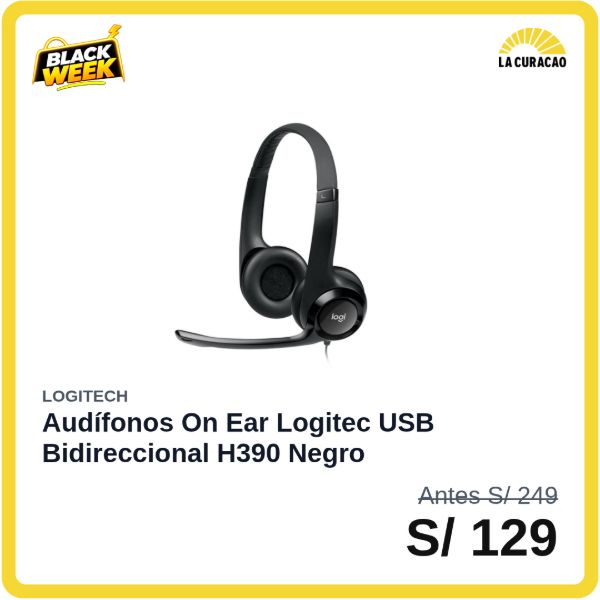 BLACK
WEEK
LA CURACAO
logi
LOGITECH
Audífonos On Ear Logitec USB
Bidireccional H390 Negro
Antes S/ 249
S/ 129